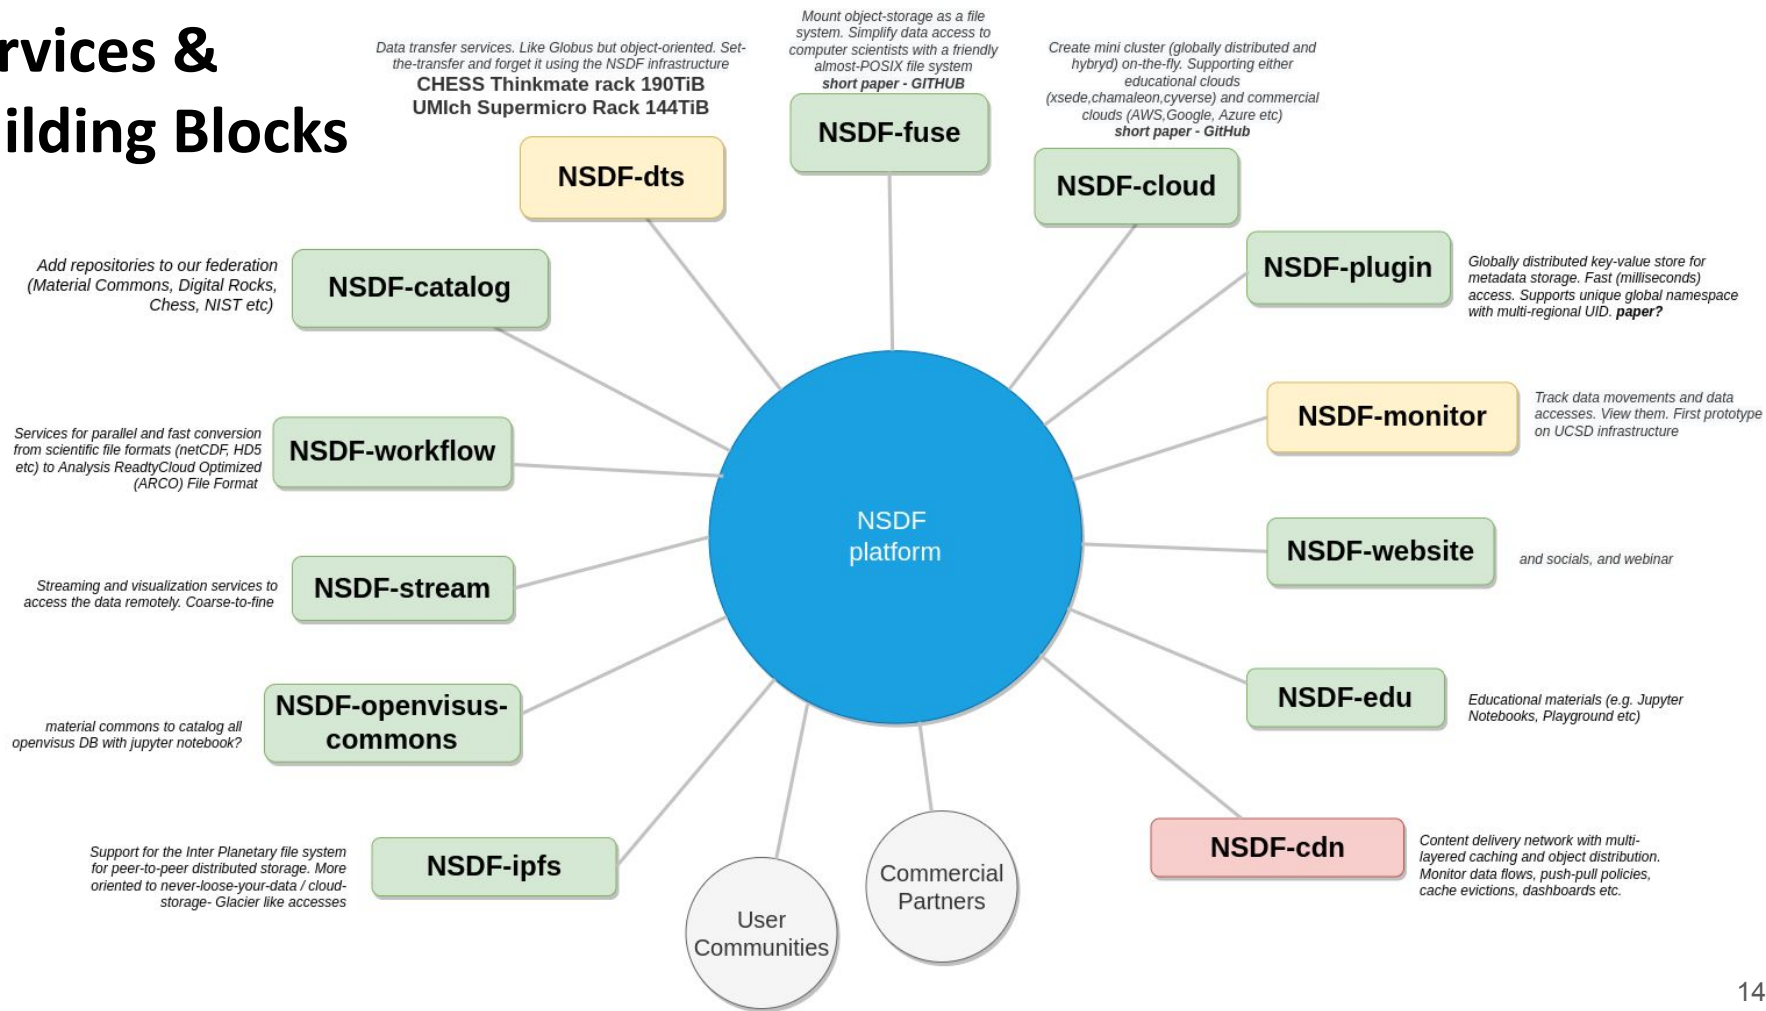 rvices &
ilding Blocks
Data transfer services. Like Globus but object-oriented. Set-
the-transfer and forget it using the NSDF infrastructure
CHESS Thinkmate rack 190TiB
UMIch Supermicro Rack 144TiB
NSDF-dts
Mount object-storage as a file
system. Simplify data access to
computer scientists with a friendly
almost-POSIX file system
short paper - GITHUB
NSDF-fuse
Create mini cluster (globally distributed and
hybryd) on-the-fly. Supporting either
educational clouds
(xsede,chamaleon,cyverse) and commercial
clouds (AWS,Google, Azure etc)
short paper - GitHub
NSDF-cloud
NSDF-plugin
Globally distributed key-value store for
metadata storage. Fast (milliseconds)
access. Supports unique global namespace
with multi-regional UID. paper?
Add repositories to our federation
(Material Commons, Digital Rocks,
Chess, NIST etc)
NSDF-catalog
NSDF-monitor
Track data movements and data
accesses. View them. First prototype
on UCSD infrastructure
Services for parallel and fast conversion
from scientific file formats (netCDF, HD5
etc) to Analysis ReadtyCloud Optimized
(ARCO) File Format
NSDF-workflow
NSDF
platform
NSDF-website
and socials, and webinar
Streaming and visualization services to
access the data remotely. Coarse-to-fine
NSDF-stream
NSDF-edu
Educational materials (e.g. Jupyter
Notebooks, Playground etc)
material commons to catalog all
openvisus DB with jupyter notebook?
NSDF-openvisus-
commons
NSDF-cdn
Content delivery network with multi-
layered caching and object distribution.
Monitor data flows, push-pull policies,
cache evictions, dashboards etc.
Support for the Inter Planetary file system
for peer-to-peer distributed storage. More
oriented to never-loose-your-data / cloud-
storage- Glacier like accesses
NSDF-ipfs
User
Communities
Commercial
Partners
14